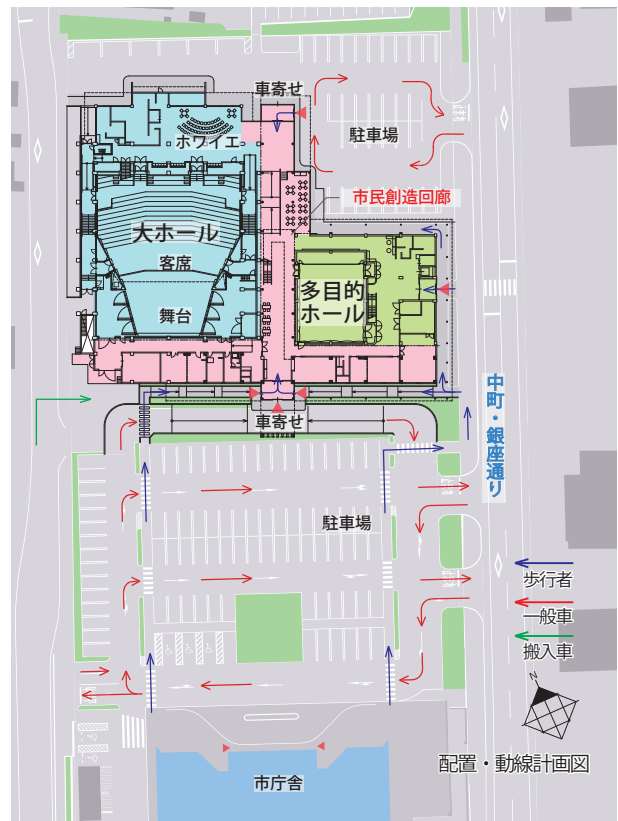 車寄せ
ホワイエ
駐車場
市民創造回廊
大ホール
客席
多目的
ホール
舞台
車寄せ
中町・銀座通り
駐車場
歩行者
一般車
搬入車
N
配置・動線計画図
市庁舎